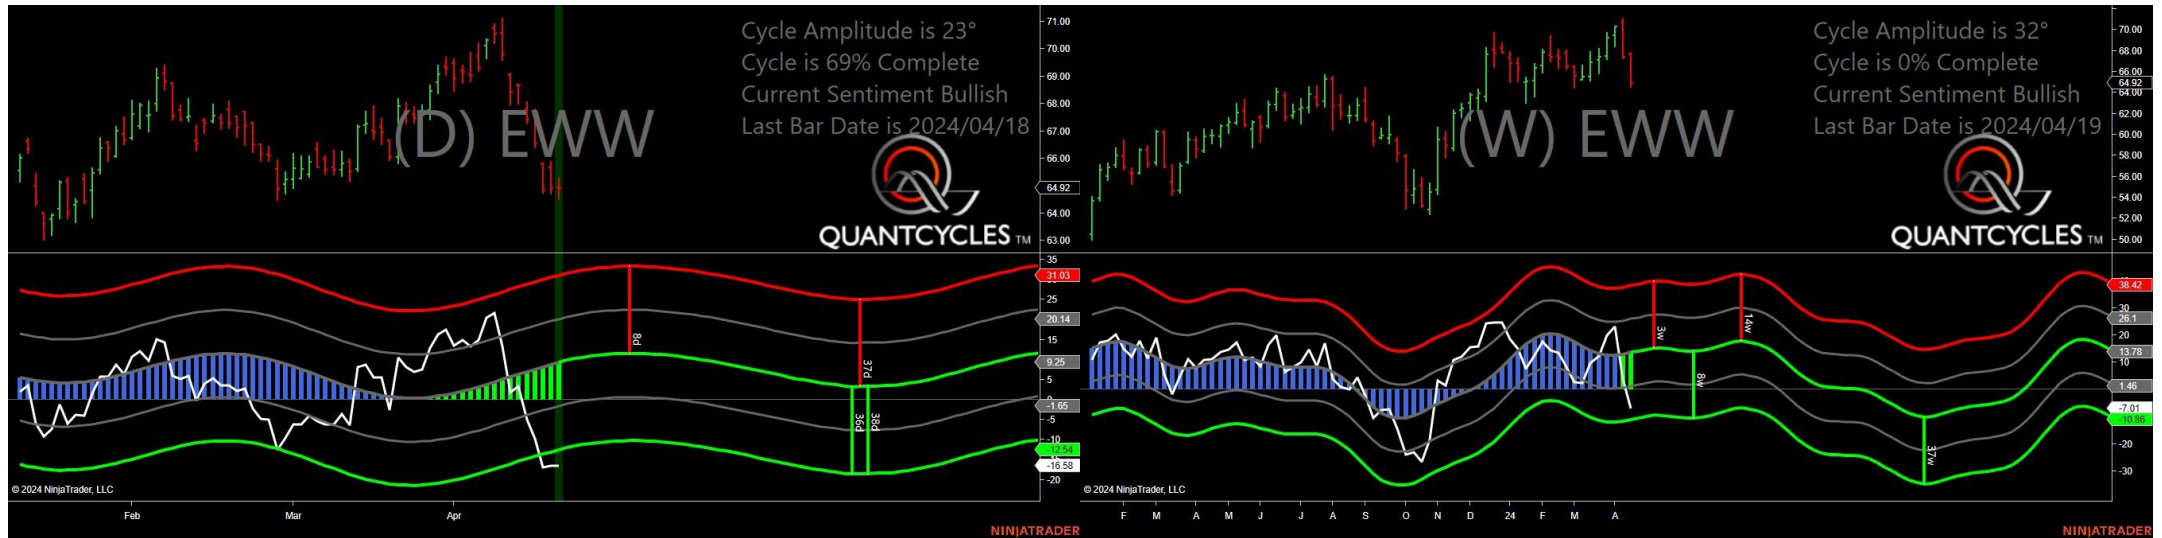 Cycle Amplitude is 23°
Cycle is 69% Complete
Current Sentiment Bullish
Last Bar Date is 2024/04/18
(D) EWW
QUANTCYCLES TM
71.00
70.00
69.00
68.00
67.00
66.00
64.92
64.00
63.00
35
31.03
25
20.14
15
9.25
5
-1.65
-5
-10
-12.54
-16.58
-20
8d
37d
36d
38d
© 2024 NinjaTrader, LLC
Feb
Mar
Apr
NINJATRADER
Cycle Amplitude is 32°
Cycle is 0% Complete
Current Sentiment Bullish
Last Bar Date is 2024/04/19
(W) EWW
QUANTCYCLES TM
70.00
68.00
66.00
64.92
64.00
62.00
60.00
58.00
56.00
54.00
52.00
50.00
38.42
30
26.1
20
13.78
10
1.46
-7.01
-10.86
-20
-30
3w
14w
8w
37w
© 2024 NinjaTrader, LLC
F M A M J J A S O N D 24 F M A
NINJATRADER